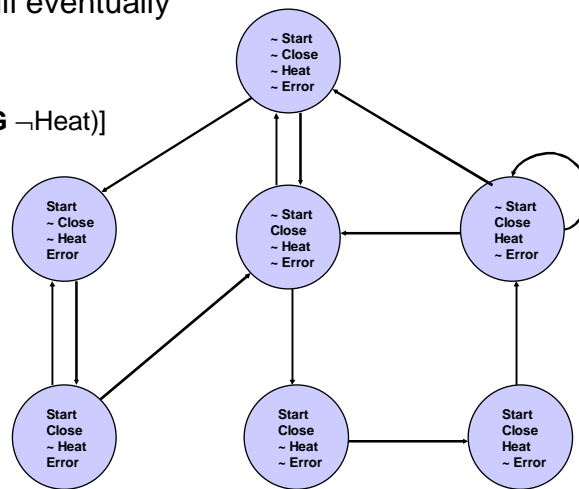 ll eventually
~ Start
~ Close
~ Heat
~ Error
G ¬Heat)]
Start
~ Close
~ Heat
Error
~ Start
Close
~ Heat
~ Error
~ Start
Close
Heat
~ Error
Start
Close
~ Heat
Error
Start
Close
~ Heat
~ Error
Start
Close
Heat
~ Error